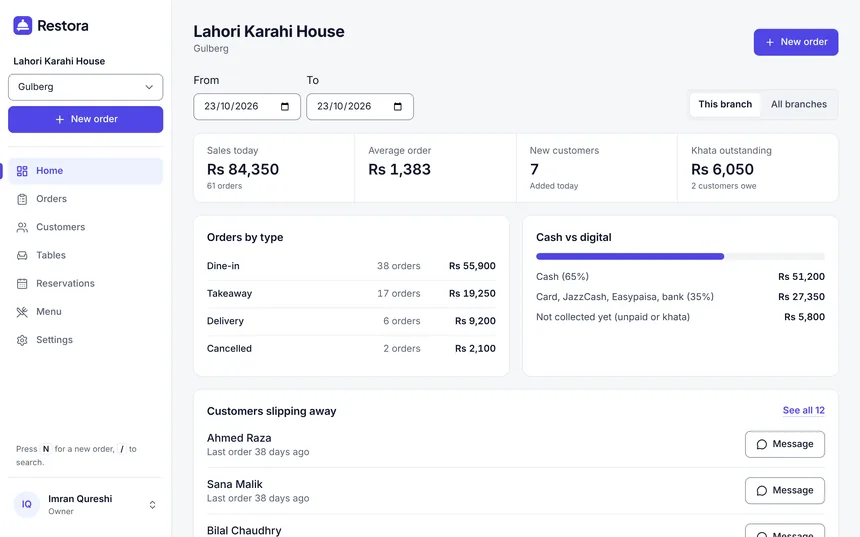 Restora
Lahori Karahi House
Gulberg
+ New order
Home
Orders
Customers
Tables
Reservations
Menu
Settings
Press N for a new order, / to
search.
IQ
Imran Qureshi
Owner
Lahori Karahi House
Gulberg
+ New order
From
To
23/10/2026
23/10/2026
This branch
All branches
Sales today
Rs 84,350
61 orders
Average order
Rs 1,383
New customers
7
Added today
Khata outstanding
Rs 6,050
2 customers owe
Orders by type
Dine-in 38 orders Rs 55,900
Takeaway 17 orders Rs 19,250
Delivery 6 orders Rs 9,200
Cancelled 2 orders Rs 2,100
Cash vs digital
Cash (65%) Rs 51,200
Card, JazzCash, Easypaisa, bank (35%) Rs 27,350
Not collected yet (unpaid or khata) Rs 5,800
Customers slipping away
See all 12
Ahmed Raza
Last order 38 days ago
Message
Sana Malik
Last order 38 days ago
Message
Bilal Chaudhry
Message